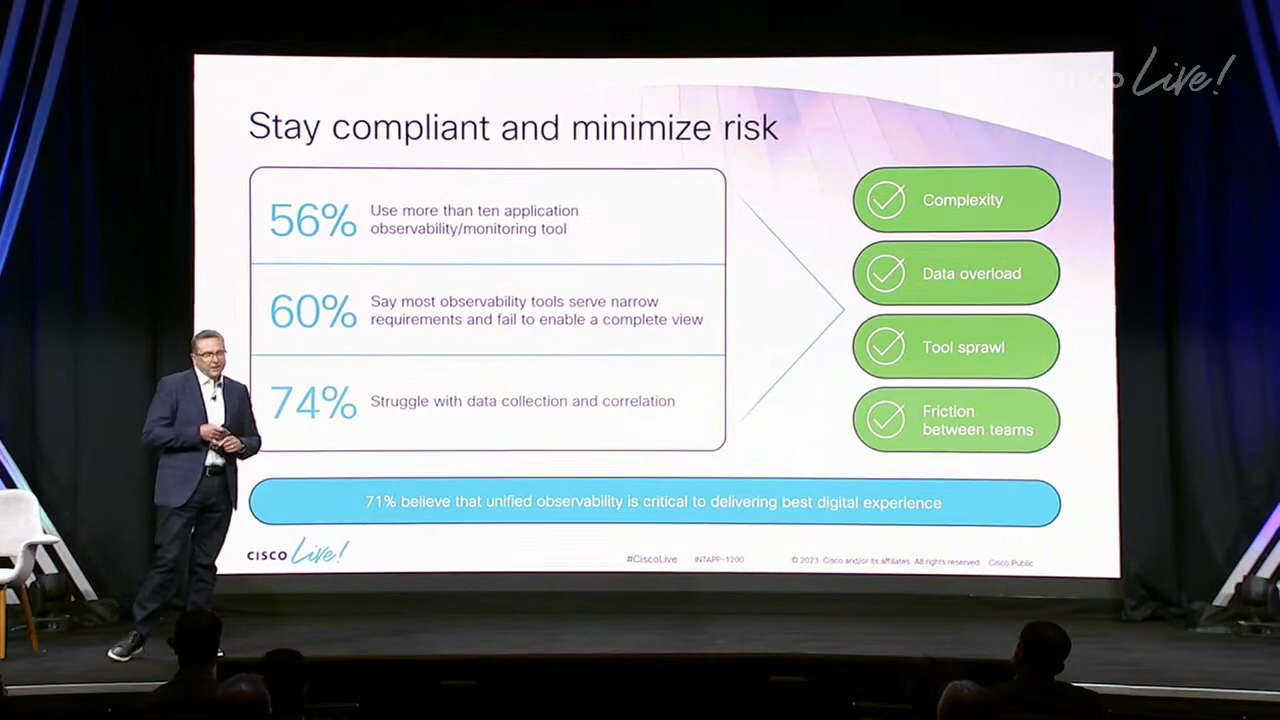 CISCO Live!
Stay compliant and minimize risk
56%
Use more than ten application
observability/monitoring tool
60%
Say most observability tools serve narrow
requirements and fail to enable a complete view
74%
Struggle with data collection and correlation
Complexity
Data overload
Tool sprawl
Friction
between teams
71% believe that unified observability is critical to delivering best digital experience
CISCO Live!
#CiscoLive
INTAPP-1200
© 2023 Cisco and/or its affiliates. All rights reserved
Cisco Public